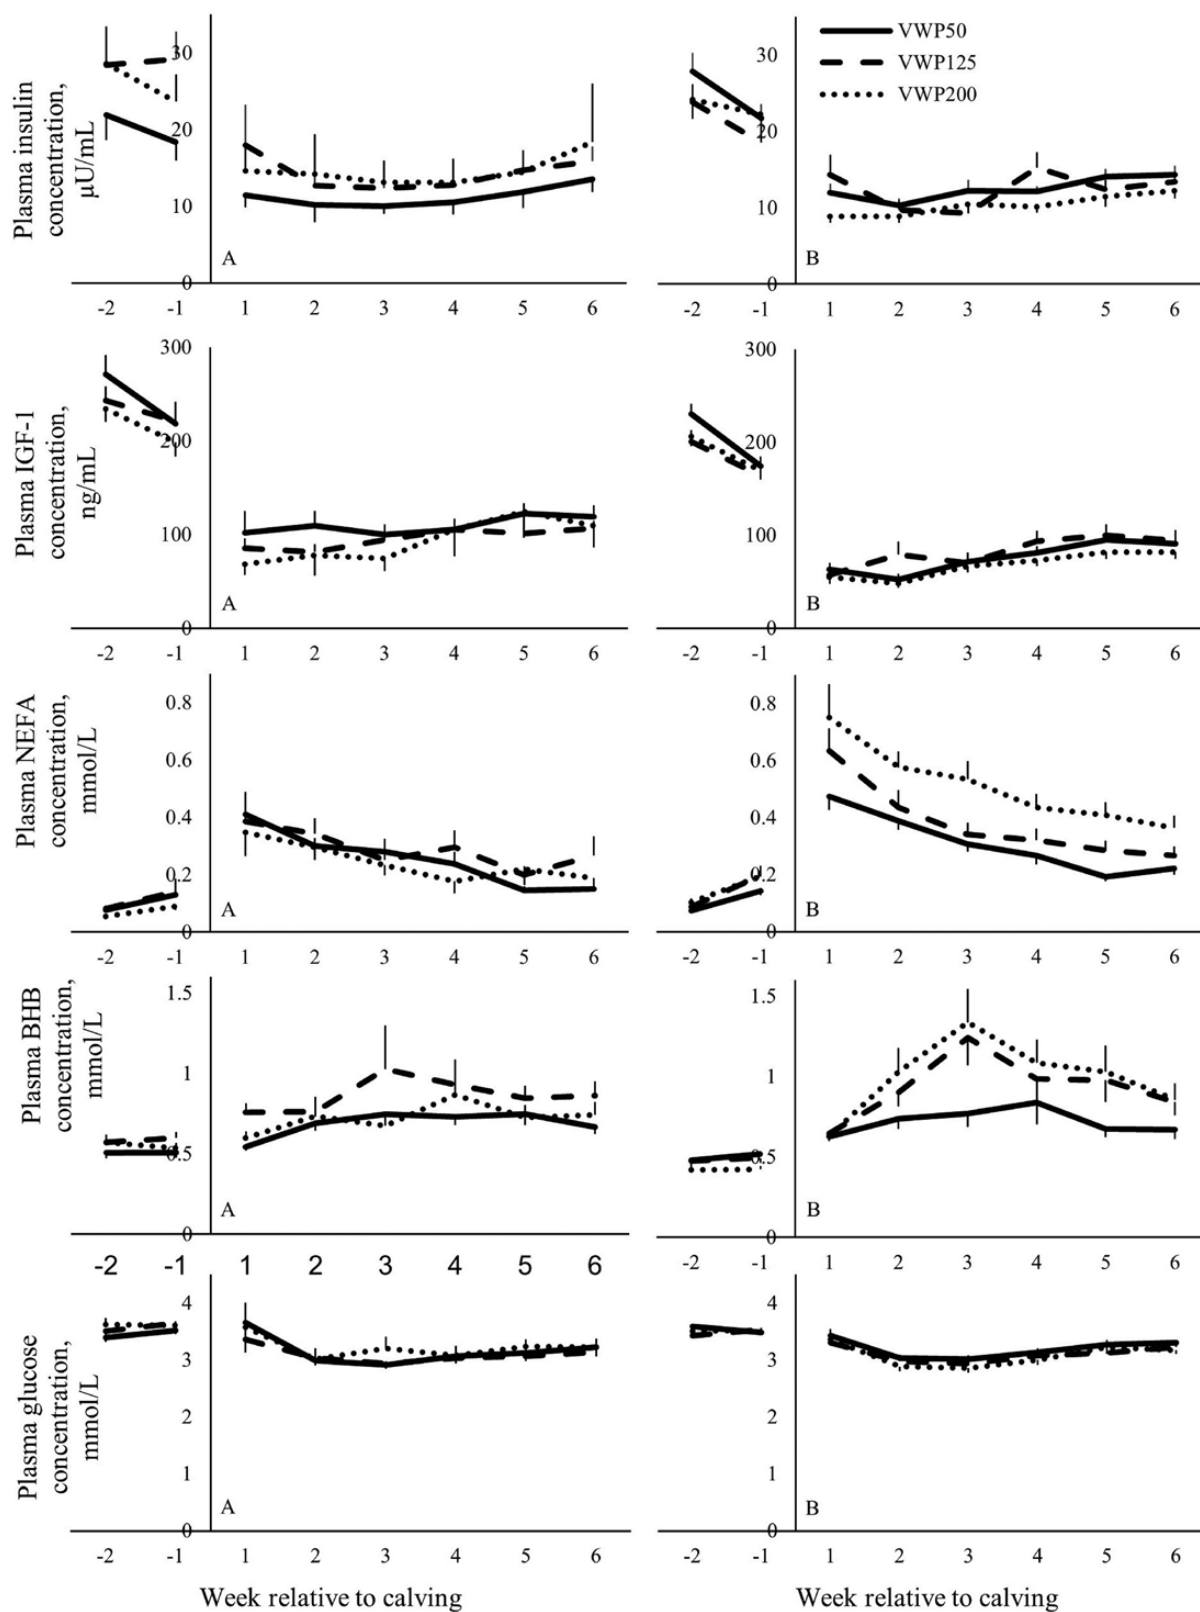 VWP50
VWP125
VWP200
Plasma insulin
concentration,
μU/mL
30
20
10
0
A
-2 -1 1 2 3 4 5 6
30
20
10
0
B
-2 -1 1 2 3 4 5 6
Plasma IGF-1
concentration,
ng/mL
300
200
100
0
A
-2 -1 1 2 3 4 5 6
300
200
100
0
B
-2 -1 1 2 3 4 5 6
Plasma NEFA
concentration,
mmol/L
0.8
0.6
0.4
0.2
0
A
-2 -1 1 2 3 4 5 6
0.8
0.6
0.4
0.2
0
B
-2 -1 1 2 3 4 5 6
Plasma BHB
concentration,
mmol/L
1.5
1
0.5
0
A
-2 -1 1 2 3 4 5 6
1.5
1
0.5
0
B
-2 -1 1 2 3 4 5 6
Plasma glucose
concentration,
mmol/L
4
3
2
1
0
A
-2 -1 1 2 3 4 5 6
4
3
2
1
0
B
-2 -1 1 2 3 4 5 6
Week relative to calving
Week relative to calving